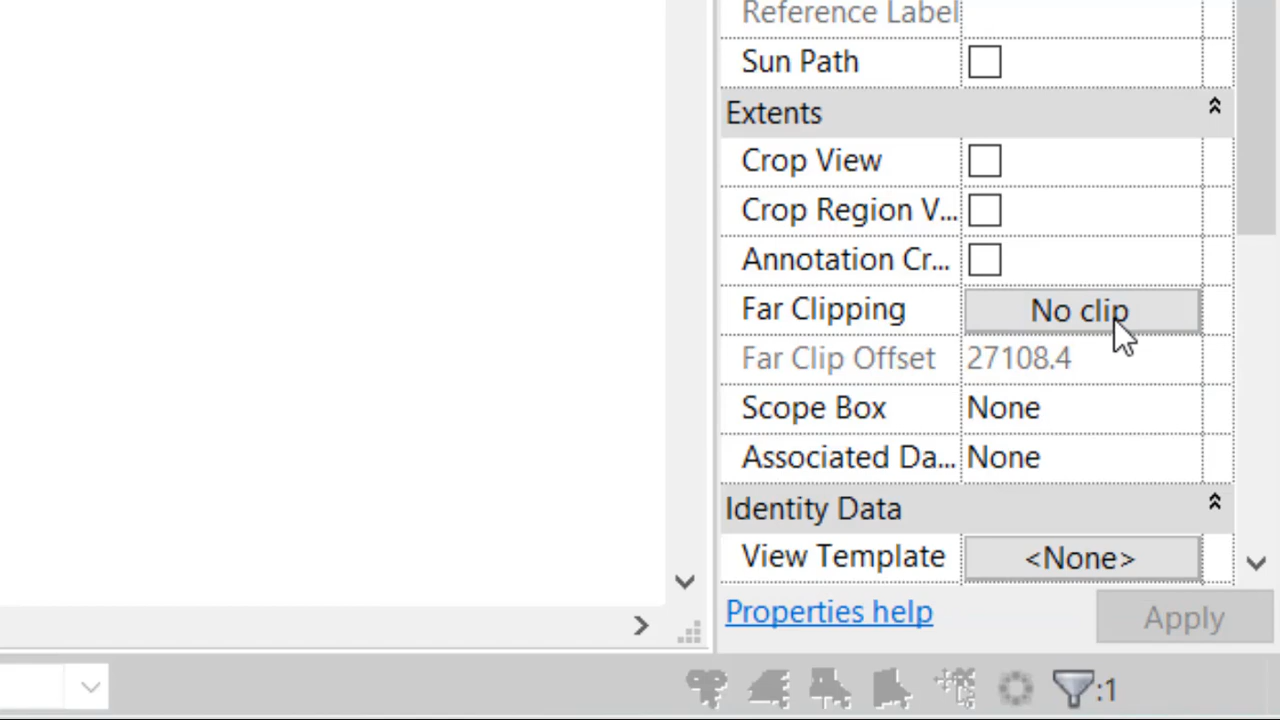 Reference Label
Sun Path
Extents
Crop View
Crop Region V...
Annotation Cr...
Far Clipping No clip
Far Clip Offset 27108.4
Scope Box None
Associated Da... None
Identity Data
View Template <None>
Properties help Apply
:1